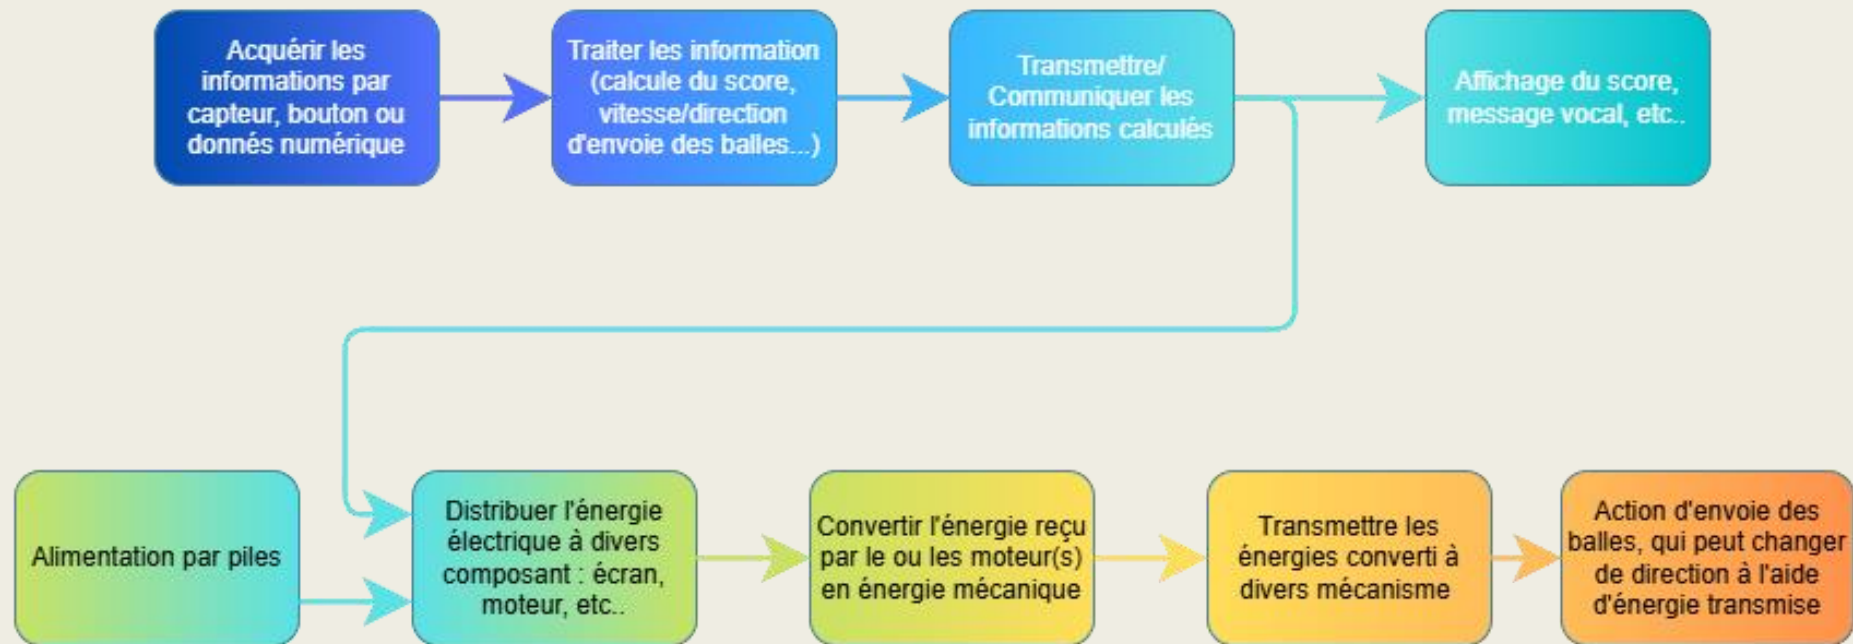 Acquérir les
informations par
capteur, bouton ou
donnés numérique
Traiter les information
(calcule du score,
vitesse/direction
d'envoie des balles...)
Transmettre/
Communiquer les
informations calculés
Affichage du score,
message vocal, etc..
Alimentation par piles
Distribuer l'énergie
électrique à divers
composant : écran,
moteur, etc..
Convertir l'énergie reçu
par le ou les moteur(s)
en énergie mécanique
Transmettre les
énergies converti à
divers mécanisme
Action d'envoie des
balles, qui peut changer
de direction à l'aide
d'énergie transmise